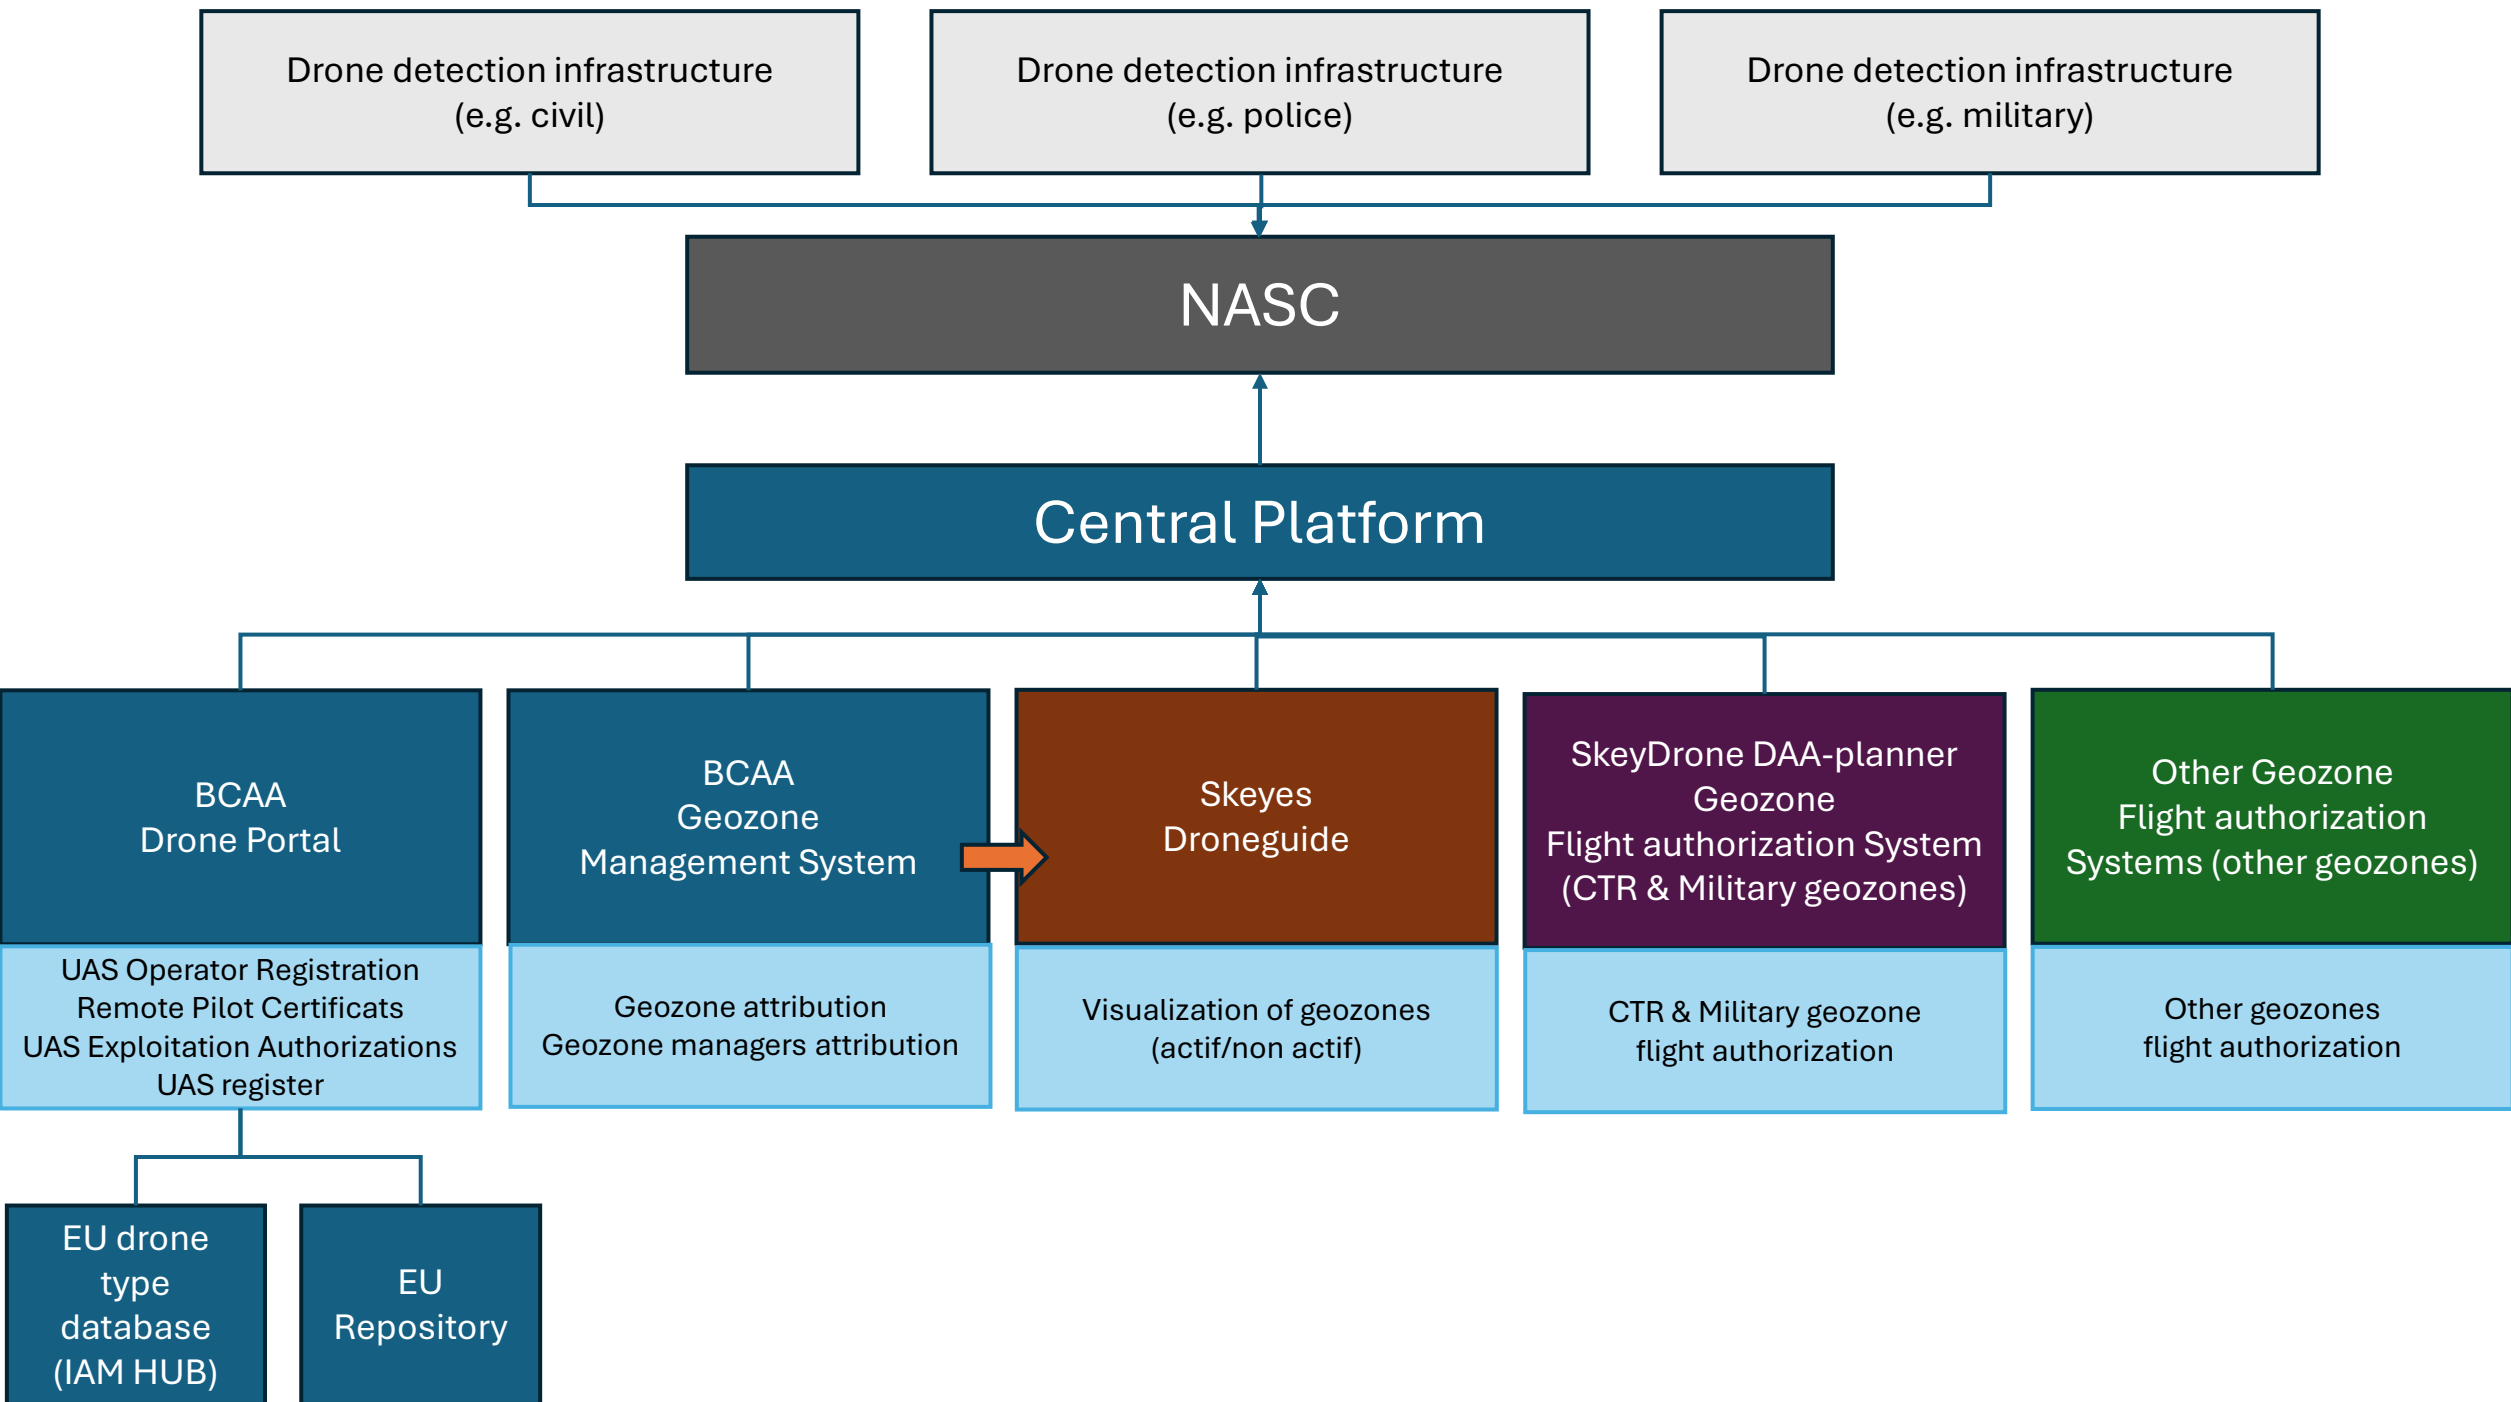 Drone detection infrastructure
(e.g. civil)
Drone detection infrastructure
(e.g. police)
Drone detection infrastructure
(e.g. military)
NASC
Central Platform
BCAA
Drone Portal
BCAA
Geozone
Management System
Skeyes
Droneguide
SkeyDrone DAA-planner
Geozone
Flight authorization System
(CTR & Military geozones)
Other Geozone
Flight authorization
Systems (other geozones)
UAS Operator Registration
Remote Pilot Certificats
UAS Exploitation Authorizations
UAS register
Geozone attribution
Geozone managers attribution
Visualization of geozones
(actif/non actif)
CTR & Military geozone
flight authorization
Other geozones
flight authorization
EU drone
type
database
(IAM HUB)
EU
Repository